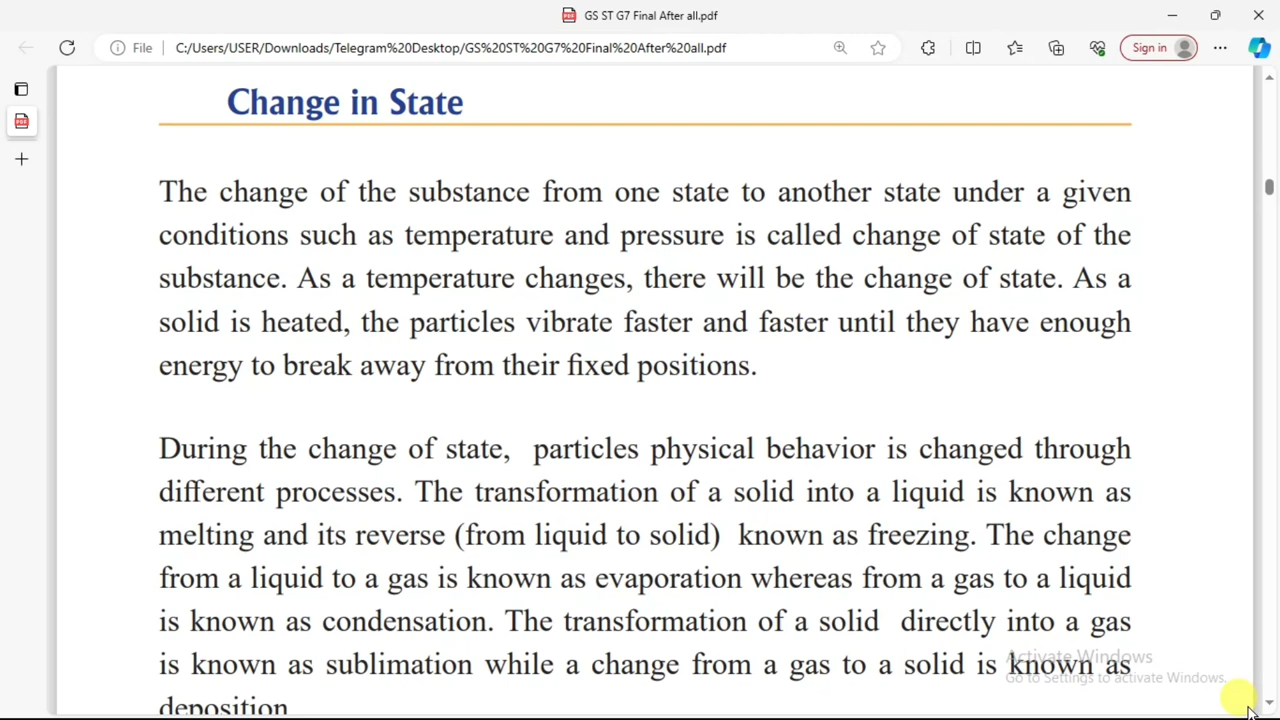 GS ST G7 Final After all.pdf
File
C:/Users/USER/Downloads/Telegram%20Desktop/GS%20ST%20G7%20Final%20After%20all.pdf
Sign in
Change in State
The change of the substance from one state to another state under a given
conditions such as temperature and pressure is called change of state of the
substance. As a temperature changes, there will be the change of state. As a
solid is heated, the particles vibrate faster and faster until they have enough
energy to break away from their fixed positions.
During the change of state, particles physical behavior is changed through
different processes. The transformation of a solid into a liquid is known as
melting and its reverse (from liquid to solid) known as freezing. The change
from a liquid to a gas is known as evaporation whereas from a gas to a liquid
is known as condensation. The transformation of a solid directly into a gas
is known as sublimation while a change from a gas to a solid is known as
deposition
Activate Windows
Go to Settings to activate Windows.